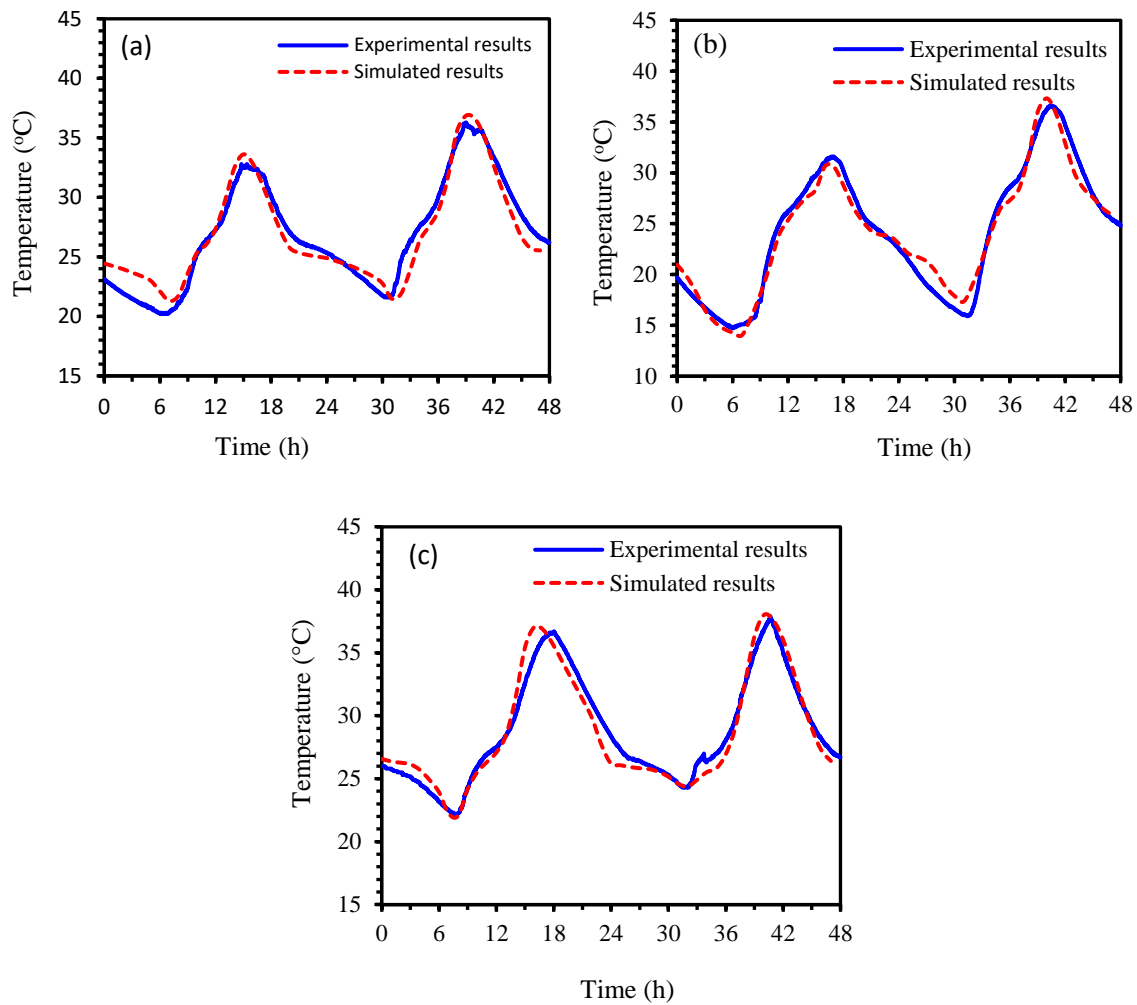 (a)
Experimental results
Simulated results
45
40
35
30
25
20
15
Temperature (°C)
0 6 12 18 24 30 36 42 48
Time (h)
(b)
Experimental results
Simulated results
45
40
35
30
25
20
15
10
Temperature (°C)
0 6 12 18 24 30 36 42 48
Time (h)
(c)
Experimental results
Simulated results
45
40
35
30
25
20
15
Temperature (°C)
0 6 12 18 24 30 36 42 48
Time (h)